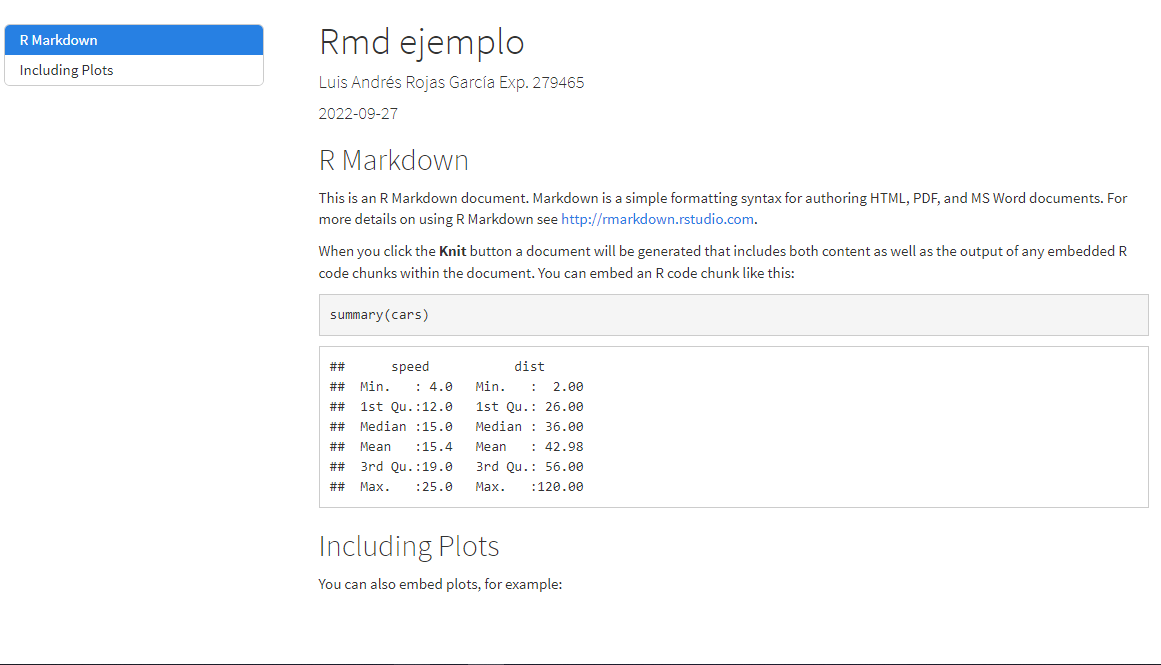 R Markdown
Including Plots
Rmd ejemplo
Luis Andrés Rojas García Exp. 279465
2022-09-27
R Markdown
This is an R Markdown document. Markdown is a simple formatting syntax for authoring HTML, PDF, and MS Word documents. For
more details on using R Markdown see http://rmarkdown.rstudio.com.
When you click the Knit button a document will be generated that includes both content as well as the output of any embedded R
code chunks within the document. You can embed an R code chunk like this:
summary(cars)
##      speed           dist
##  Min.   : 4.0   Min.   :  2.00
##  1st Qu.:12.0   1st Qu.: 26.00
##  Median :15.0   Median : 36.00
##  Mean   :15.4   Mean   : 42.98
##  3rd Qu.:19.0   3rd Qu.: 56.00
##  Max.   :25.0   Max.   :120.00
Including Plots
You can also embed plots, for example: